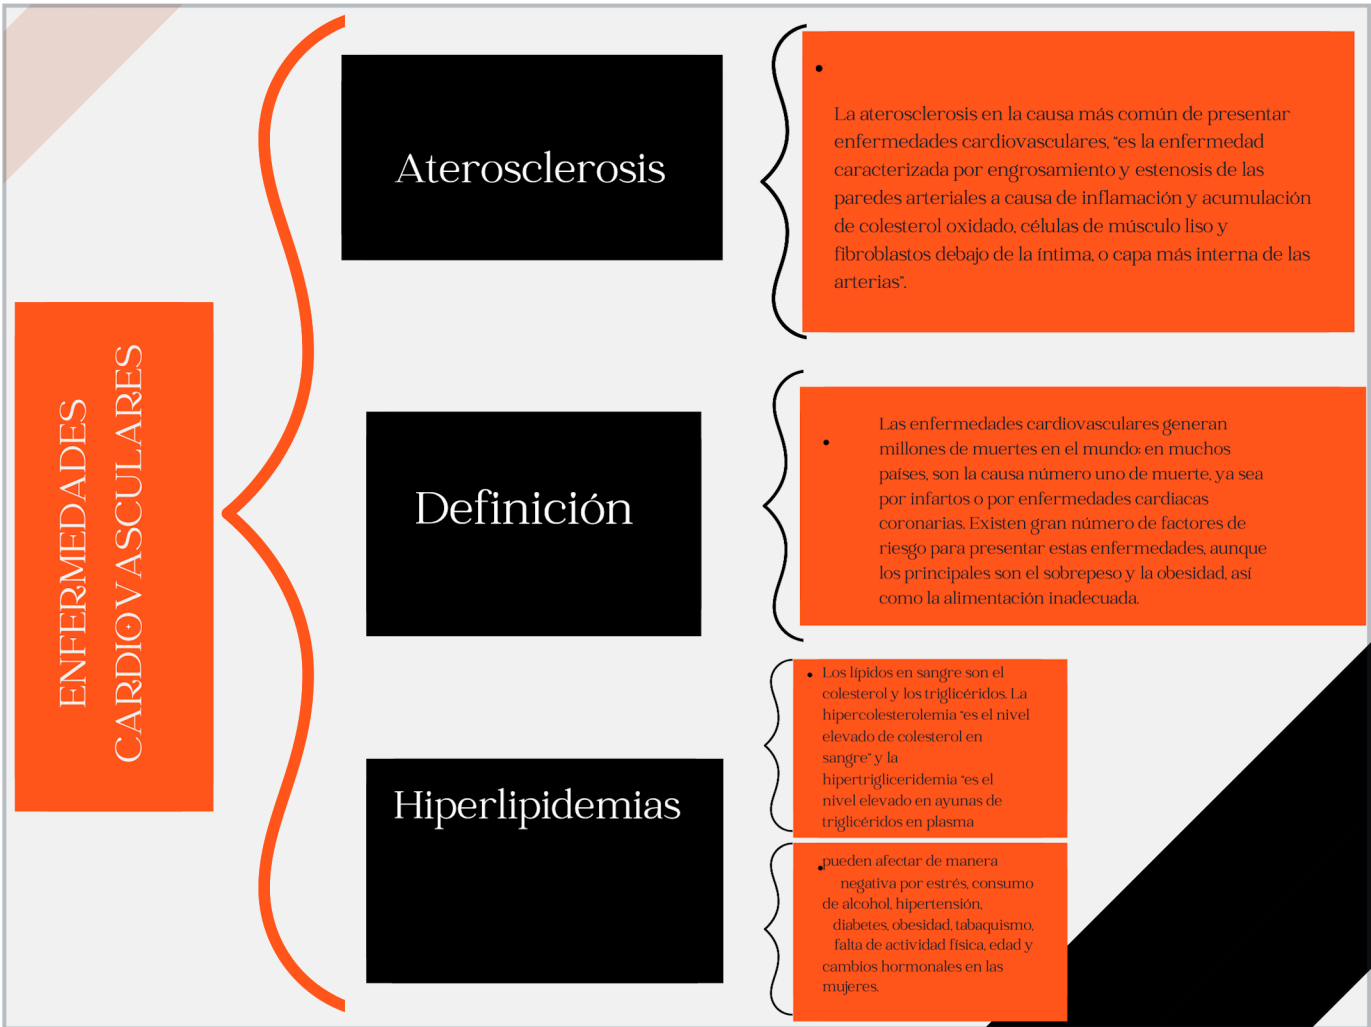 ENFERMEDADES
CARDIOVASCULARES
Aterosclerosis
La aterosclerosis en la causa más común de presentar
enfermedades cardiovasculares, "es la enfermedad
caracterizada por engrosamiento y estenosis de las
paredes arteriales a causa de inflamación y acumulación
de colesterol oxidado, células de músculo liso y
fibroblastos debajo de la íntima, o capa más interna de las
arterias".
Definición
Las enfermedades cardiovasculares generan
millones de muertes en el mundo: en muchos
países, son la causa número uno de muerte, ya sea
por infartos o por enfermedades cardiacas
coronarias. Existen gran número de factores de
riesgo para presentar estas enfermedades, aunque
los principales son el sobrepeso y la obesidad, así
como la alimentación inadecuada.
Hiperlipidemias
Los lípidos en sangre son el
colesterol y los triglicéridos. La
hipercolesterolemia "es el nivel
elevado de colesterol en
sangre" y la
hipertrigliceridemia "es el
nivel elevado en ayunas de
triglicéridos en plasma
pueden afectar de manera
negativa por estrés, consumo
de alcohol, hipertensión,
diabetes, obesidad, tabaquismo,
falta de actividad física, edad y
cambios hormonales en las
mujeres.